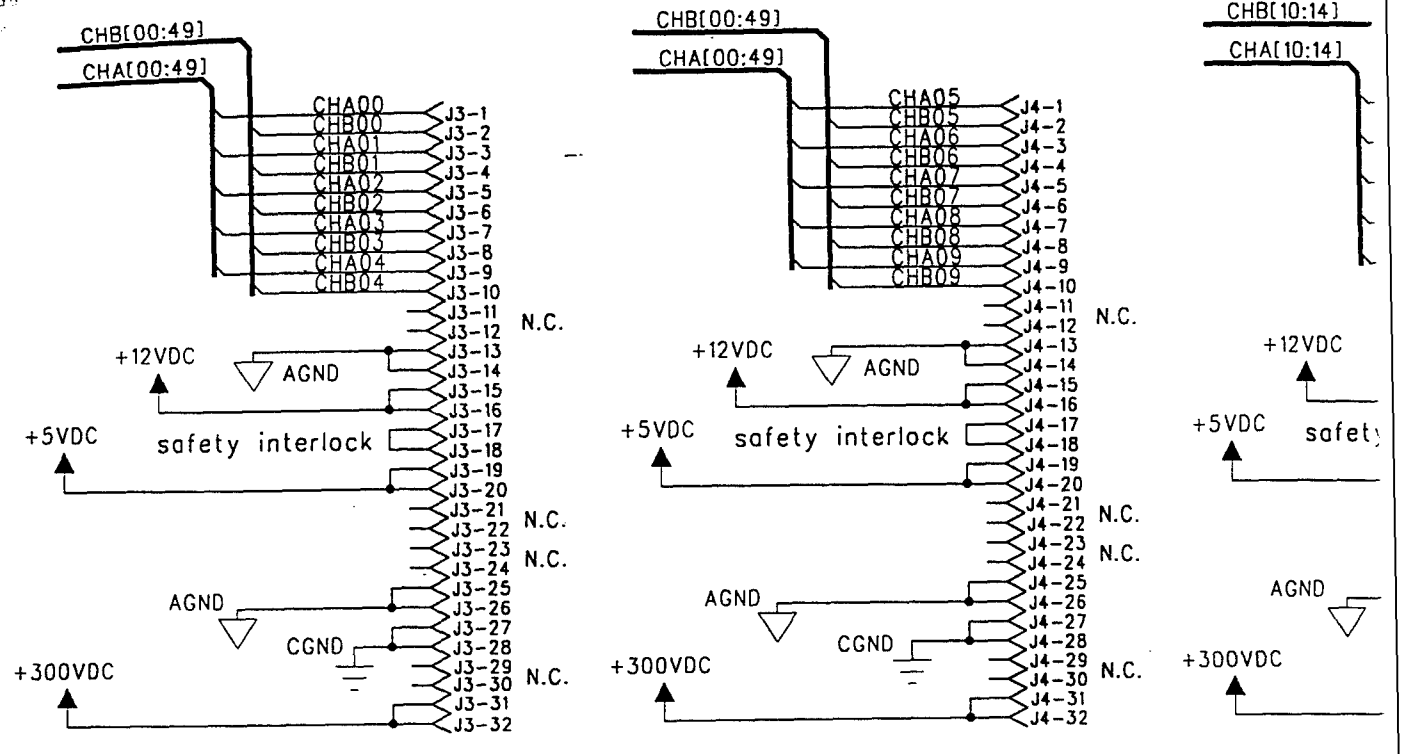 CHB[00:49]
CHA[00:49]
CHA00
J3-1
CHB00
J3-2
CHA01
J3-3
CHB01
J3-4
CHA02
J3-5
CHB02
J3-6
CHA03
J3-7
CHB03
J3-8
CHA04
J3-9
CHB04
J3-10
J3-11
J3-12
N.C.
J3-13
J3-14
AGND
+12VDC
J3-15
J3-16
J3-17
safety interlock
J3-18
+5VDC
J3-19
J3-20
J3-21
J3-22
N.C.
J3-23
J3-24
N.C.
J3-25
J3-26
AGND
J3-27
J3-28
CGND
J3-29
J3-30
N.C.
+300VDC
J3-31
J3-32
CHB[00:49]
CHA[00:49]
CHA05
J4-1
CHB05
J4-2
CHA06
J4-3
CHB06
J4-4
CHA07
J4-5
CHB07
J4-6
CHA08
J4-7
CHB08
J4-8
CHA09
J4-9
CHB09
J4-10
J4-11
J4-12
N.C.
J4-13
J4-14
AGND
+12VDC
J4-15
J4-16
J4-17
safety interlock
J4-18
+5VDC
J4-19
J4-20
J4-21
J4-22
N.C.
J4-23
J4-24
N.C.
J4-25
J4-26
AGND
J4-27
J4-28
CGND
J4-29
J4-30
N.C.
+300VDC
J4-31
J4-32
CHB[10:14]
CHA[10:14]
+12VDC
+5VDC
AGND
+300VDC